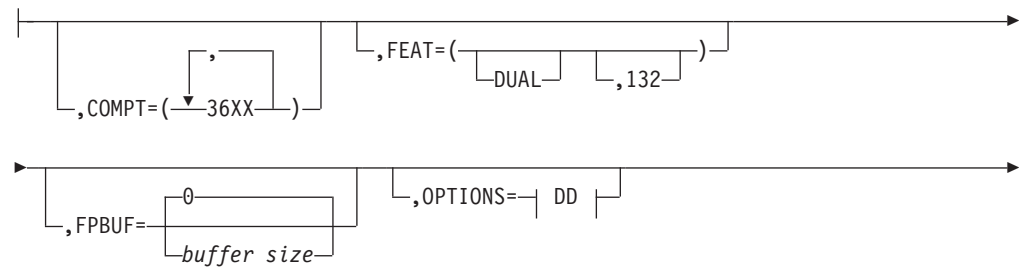 ,
,FEAT=( DUAL ,132 )
,COMPT=( 36XX )
0
,FPBUF= buffer size
,OPTIONS= DD